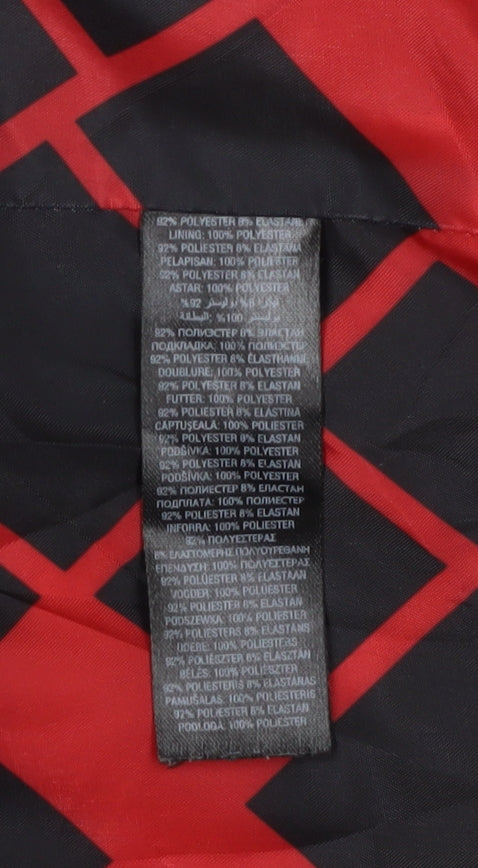 92% POLYESTER 8% ELASTANE
LINING: 100% POLYESTER
92% POLIESTER 8% ELASTANA
PELAPISAN: 100% POLIESTER
92% POLYESTER 8% ELASTAN
ASTAR: 100% POLYESTER
92% بوليستر 8%
بوليستر 100% :البطانة
92% ПОЛИЭСТЕР 8% ЭЛАСТАН
ПОДКЛАДКА: 100% ПОЛИЭСТЕР
92% POLYESTER 8% ÉLASTHANNE
DOUBLURE: 100% POLYESTER
92% POLYESTER 8% ELASTAN
FUTTER: 100% POLYESTER
92% POLIESTER 8% ELASTINA
CAPTUŞEALĂ: 100% POLIESTER
92% POLYESTER 8% ELASTAN
PODŠÍVKA: 100% POLYESTER
92% POLYESTER 8% ELASTAN
PODŠÍVKA: 100% POLYESTER
92% ПОЛИЕСТЕР 8% ЕЛАСТАН
ПОДПЛАТА: 100% ПОЛИЕСТЕР
92% POLIESTER 8% ELASTAN
INFORRA: 100% POLIESTER
92% ΠΟΛΥΕΣΤΕΡΑΣ
8% ΕΛΑΣΤΟΜΕΡΗΣ ΠΟΛΥΟΥΡΕΘΑΝΗ
ΕΠΕΝΔΥΣΗ: 100% ΠΟΛΥΕΣΤΕΡΑΣ
92% POLÜESTER 8% ELASTAN
VOODER: 100% POLÜESTER
92% POLIESTER 8% ELASTAN
PODSZEWKA: 100% POLIESTER
92% POLIESTERS 8% ELASTĀNS
ODERE: 100% POLIESTERS
92% POLIÉSZTER 8% ELASZTÁN
BÉLÉS: 100% POLIÉSZTER
92% POLIESTERIS 8% ELASTANAS
PAMUŠALAS: 100% POLIESTERIS
92% POLIESTER 8% ELASTAN
PODLOGA: 100% POLIESTER